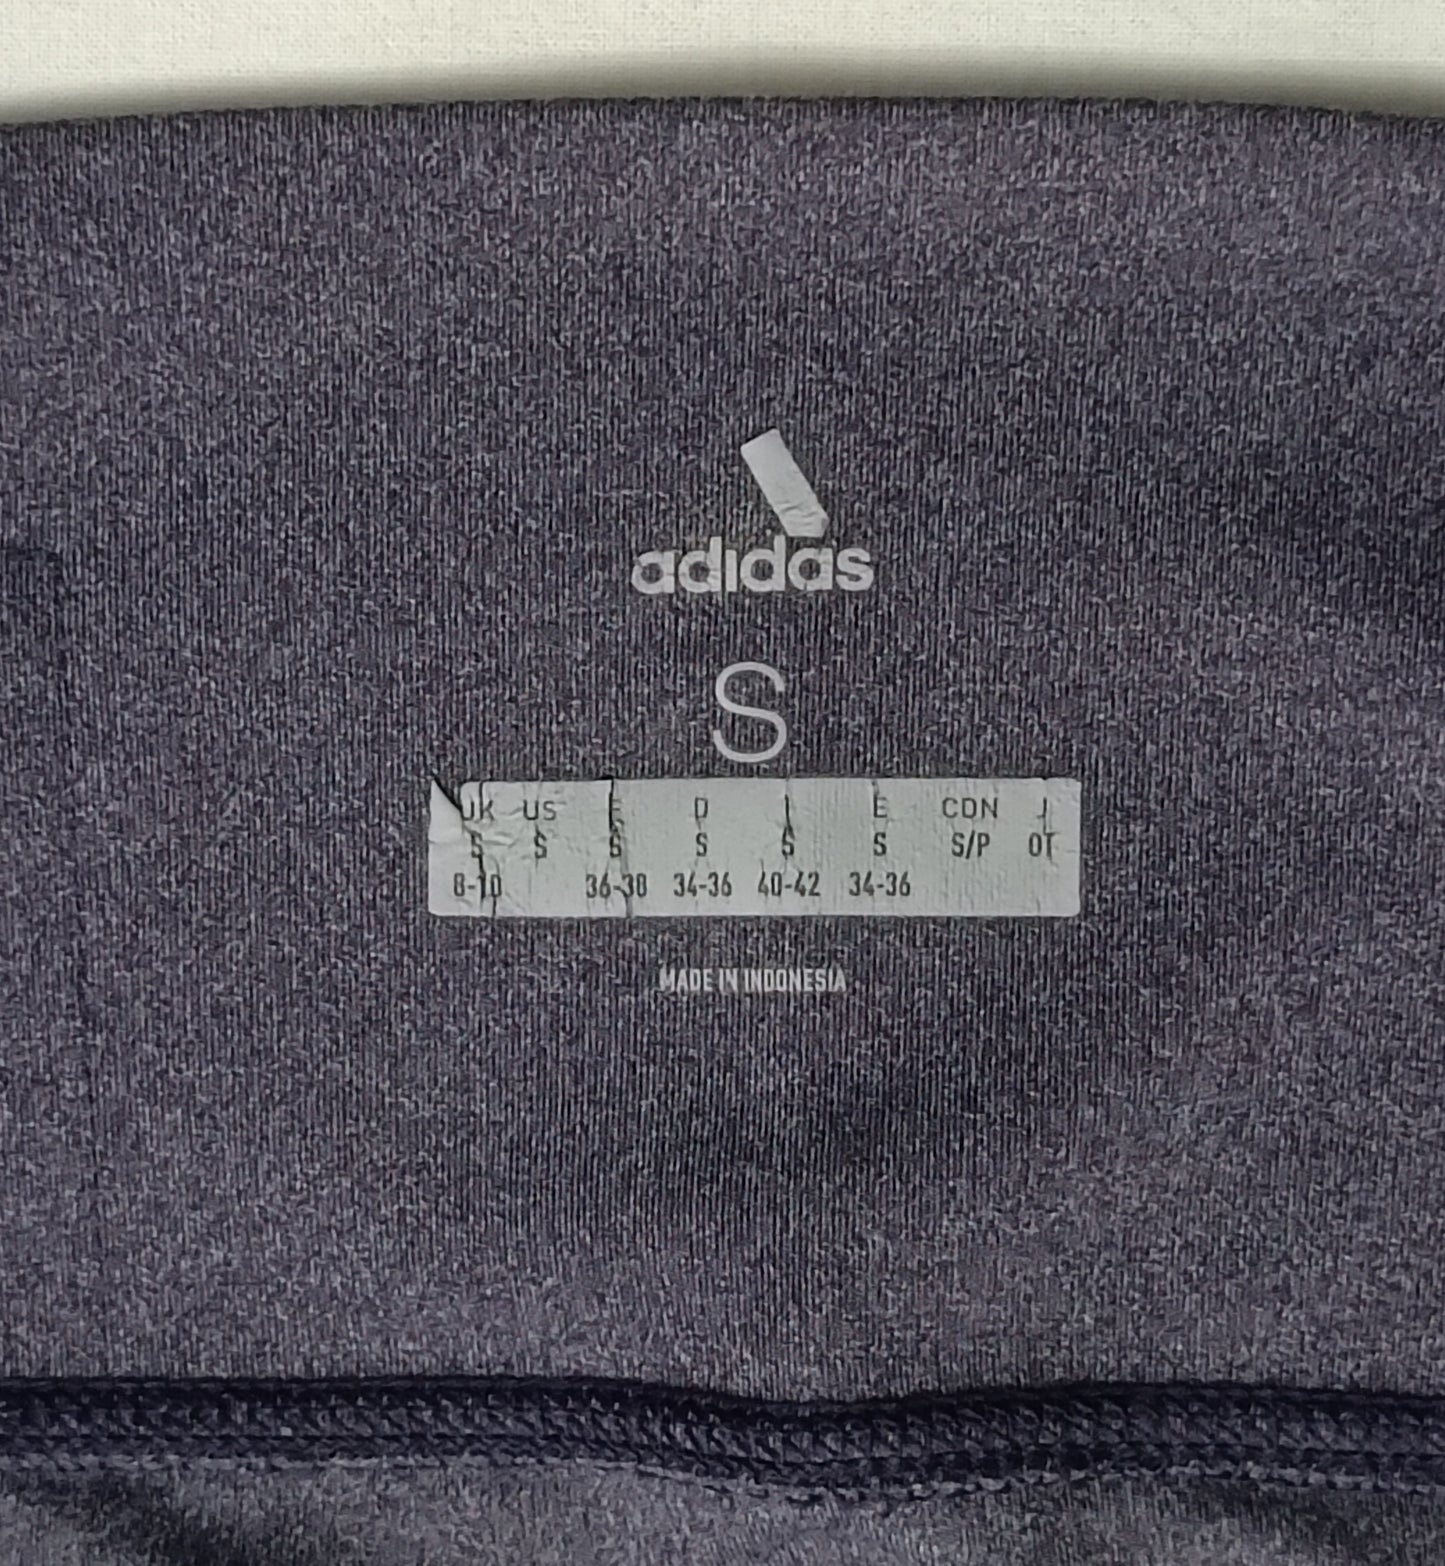 adidas
S
UK US F D I E CDN J
S S S S S S S/P OT
8-10 36-38 34-36 40-42 34-36
MADE IN INDONESIA